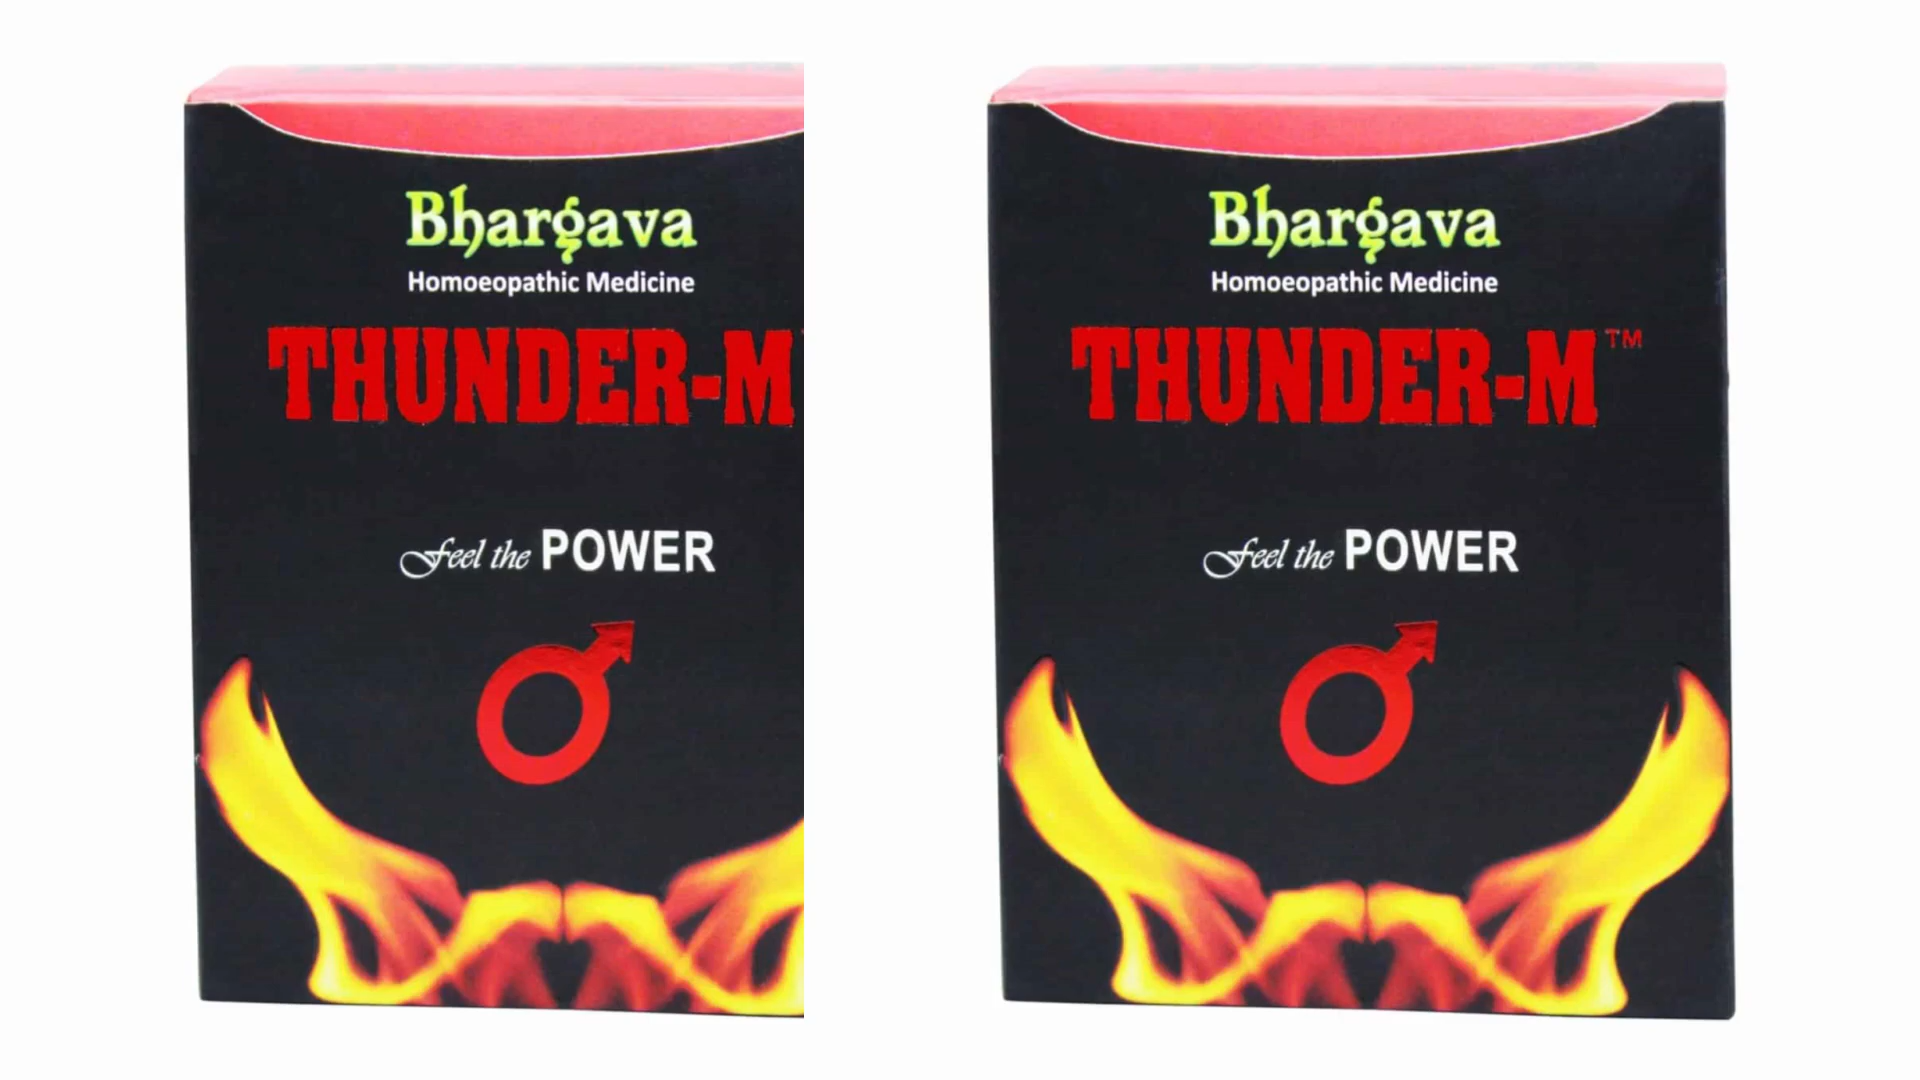 Bhargava
Homoeopathic Medicine
THUNDER-M
Feel the POWER
Bhargava
Homoeopathic Medicine
THUNDER-M™
Feel the POWER